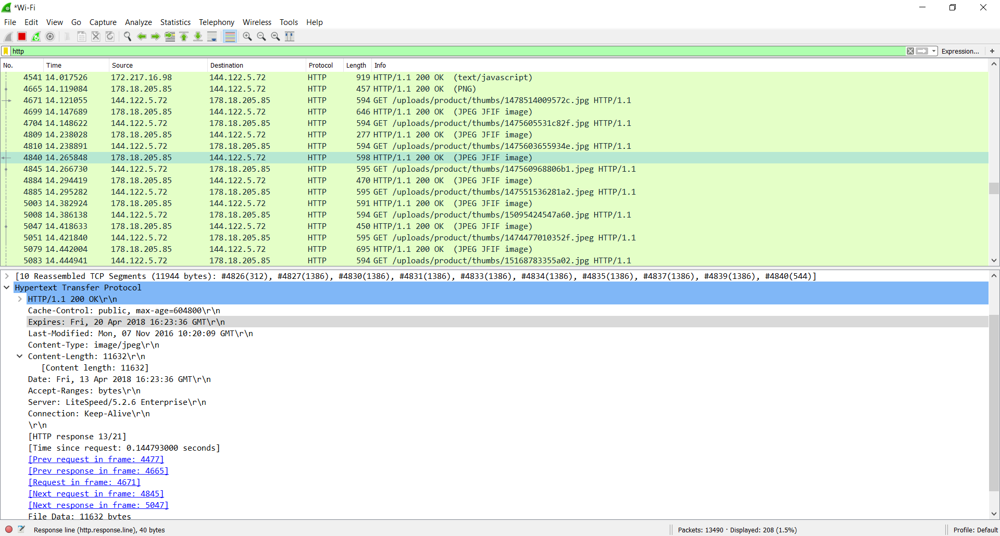 *Wi-Fi
File Edit View Go Capture Analyze Statistics Telephony Wireless Tools Help
http Expression... +
No. Time Source Destination Protocol Length Info
4541 14.017526 172.217.16.98 144.122.5.72 HTTP 919 HTTP/1.1 200 OK (text/javascript)
4665 14.119084 178.18.205.85 144.122.5.72 HTTP 457 HTTP/1.1 200 OK (PNG)
4671 14.121055 144.122.5.72 178.18.205.85 HTTP 594 GET /uploads/product/thumbs/1478514009572c.jpg HTTP/1.1
4699 14.147689 178.18.205.85 144.122.5.72 HTTP 646 HTTP/1.1 200 OK (JPEG JFIF image)
4704 14.148622 144.122.5.72 178.18.205.85 HTTP 594 GET /uploads/product/thumbs/1475605531c82f.jpg HTTP/1.1
4809 14.238028 178.18.205.85 144.122.5.72 HTTP 277 HTTP/1.1 200 OK (JPEG JFIF image)
4810 14.238891 144.122.5.72 178.18.205.85 HTTP 594 GET /uploads/product/thumbs/1475603655934e.jpg HTTP/1.1
4840 14.265848 178.18.205.85 144.122.5.72 HTTP 598 HTTP/1.1 200 OK (JPEG JFIF image)
4845 14.266730 144.122.5.72 178.18.205.85 HTTP 595 GET /uploads/product/thumbs/147560968806b1.jpeg HTTP/1.1
4884 14.294419 178.18.205.85 144.122.5.72 HTTP 470 HTTP/1.1 200 OK (JPEG JFIF image)
4885 14.295282 144.122.5.72 178.18.205.85 HTTP 595 GET /uploads/product/thumbs/147551536281a2.jpeg HTTP/1.1
5003 14.382924 178.18.205.85 144.122.5.72 HTTP 591 HTTP/1.1 200 OK (JPEG JFIF image)
5008 14.386138 144.122.5.72 178.18.205.85 HTTP 594 GET /uploads/product/thumbs/15095424547a60.jpg HTTP/1.1
5047 14.418633 178.18.205.85 144.122.5.72 HTTP 450 HTTP/1.1 200 OK (JPEG JFIF image)
5051 14.421840 144.122.5.72 178.18.205.85 HTTP 595 GET /uploads/product/thumbs/1474477010352f.jpeg HTTP/1.1
5079 14.442004 178.18.205.85 144.122.5.72 HTTP 695 HTTP/1.1 200 OK (JPEG JFIF image)
5083 14.444941 144.122.5.72 178.18.205.85 HTTP 594 GET /uploads/product/thumbs/15168783355a02.jpg HTTP/1.1
[10 Reassembled TCP Segments (11944 bytes): #4826(312), #4827(1386), #4830(1386), #4831(1386), #4833(1386), #4834(1386), #4835(1386), #4837(1386), #4839(1386), #4840(544)]
Hypertext Transfer Protocol
HTTP/1.1 200 OK\r\n
Cache-Control: public, max-age=604800\r\n
Expires: Fri, 20 Apr 2018 16:23:36 GMT\r\n
Last-Modified: Mon, 07 Nov 2016 10:20:09 GMT\r\n
Content-Type: image/jpeg\r\n
Content-Length: 11632\r\n
[Content length: 11632]
Date: Fri, 13 Apr 2018 16:23:36 GMT\r\n
Accept-Ranges: bytes\r\n
Server: LiteSpeed/5.2.6 Enterprise\r\n
Connection: Keep-Alive\r\n
\r\n
[HTTP response 13/21]
[Time since request: 0.144793000 seconds]
[Prev request in frame: 4477]
[Prev response in frame: 4665]
[Request in frame: 4671]
[Next request in frame: 4845]
[Next response in frame: 5047]
File Data: 11632 bytes
Response line (http.response.line), 40 bytes Packets: 13490 · Displayed: 208 (1.5%) Profile: Default